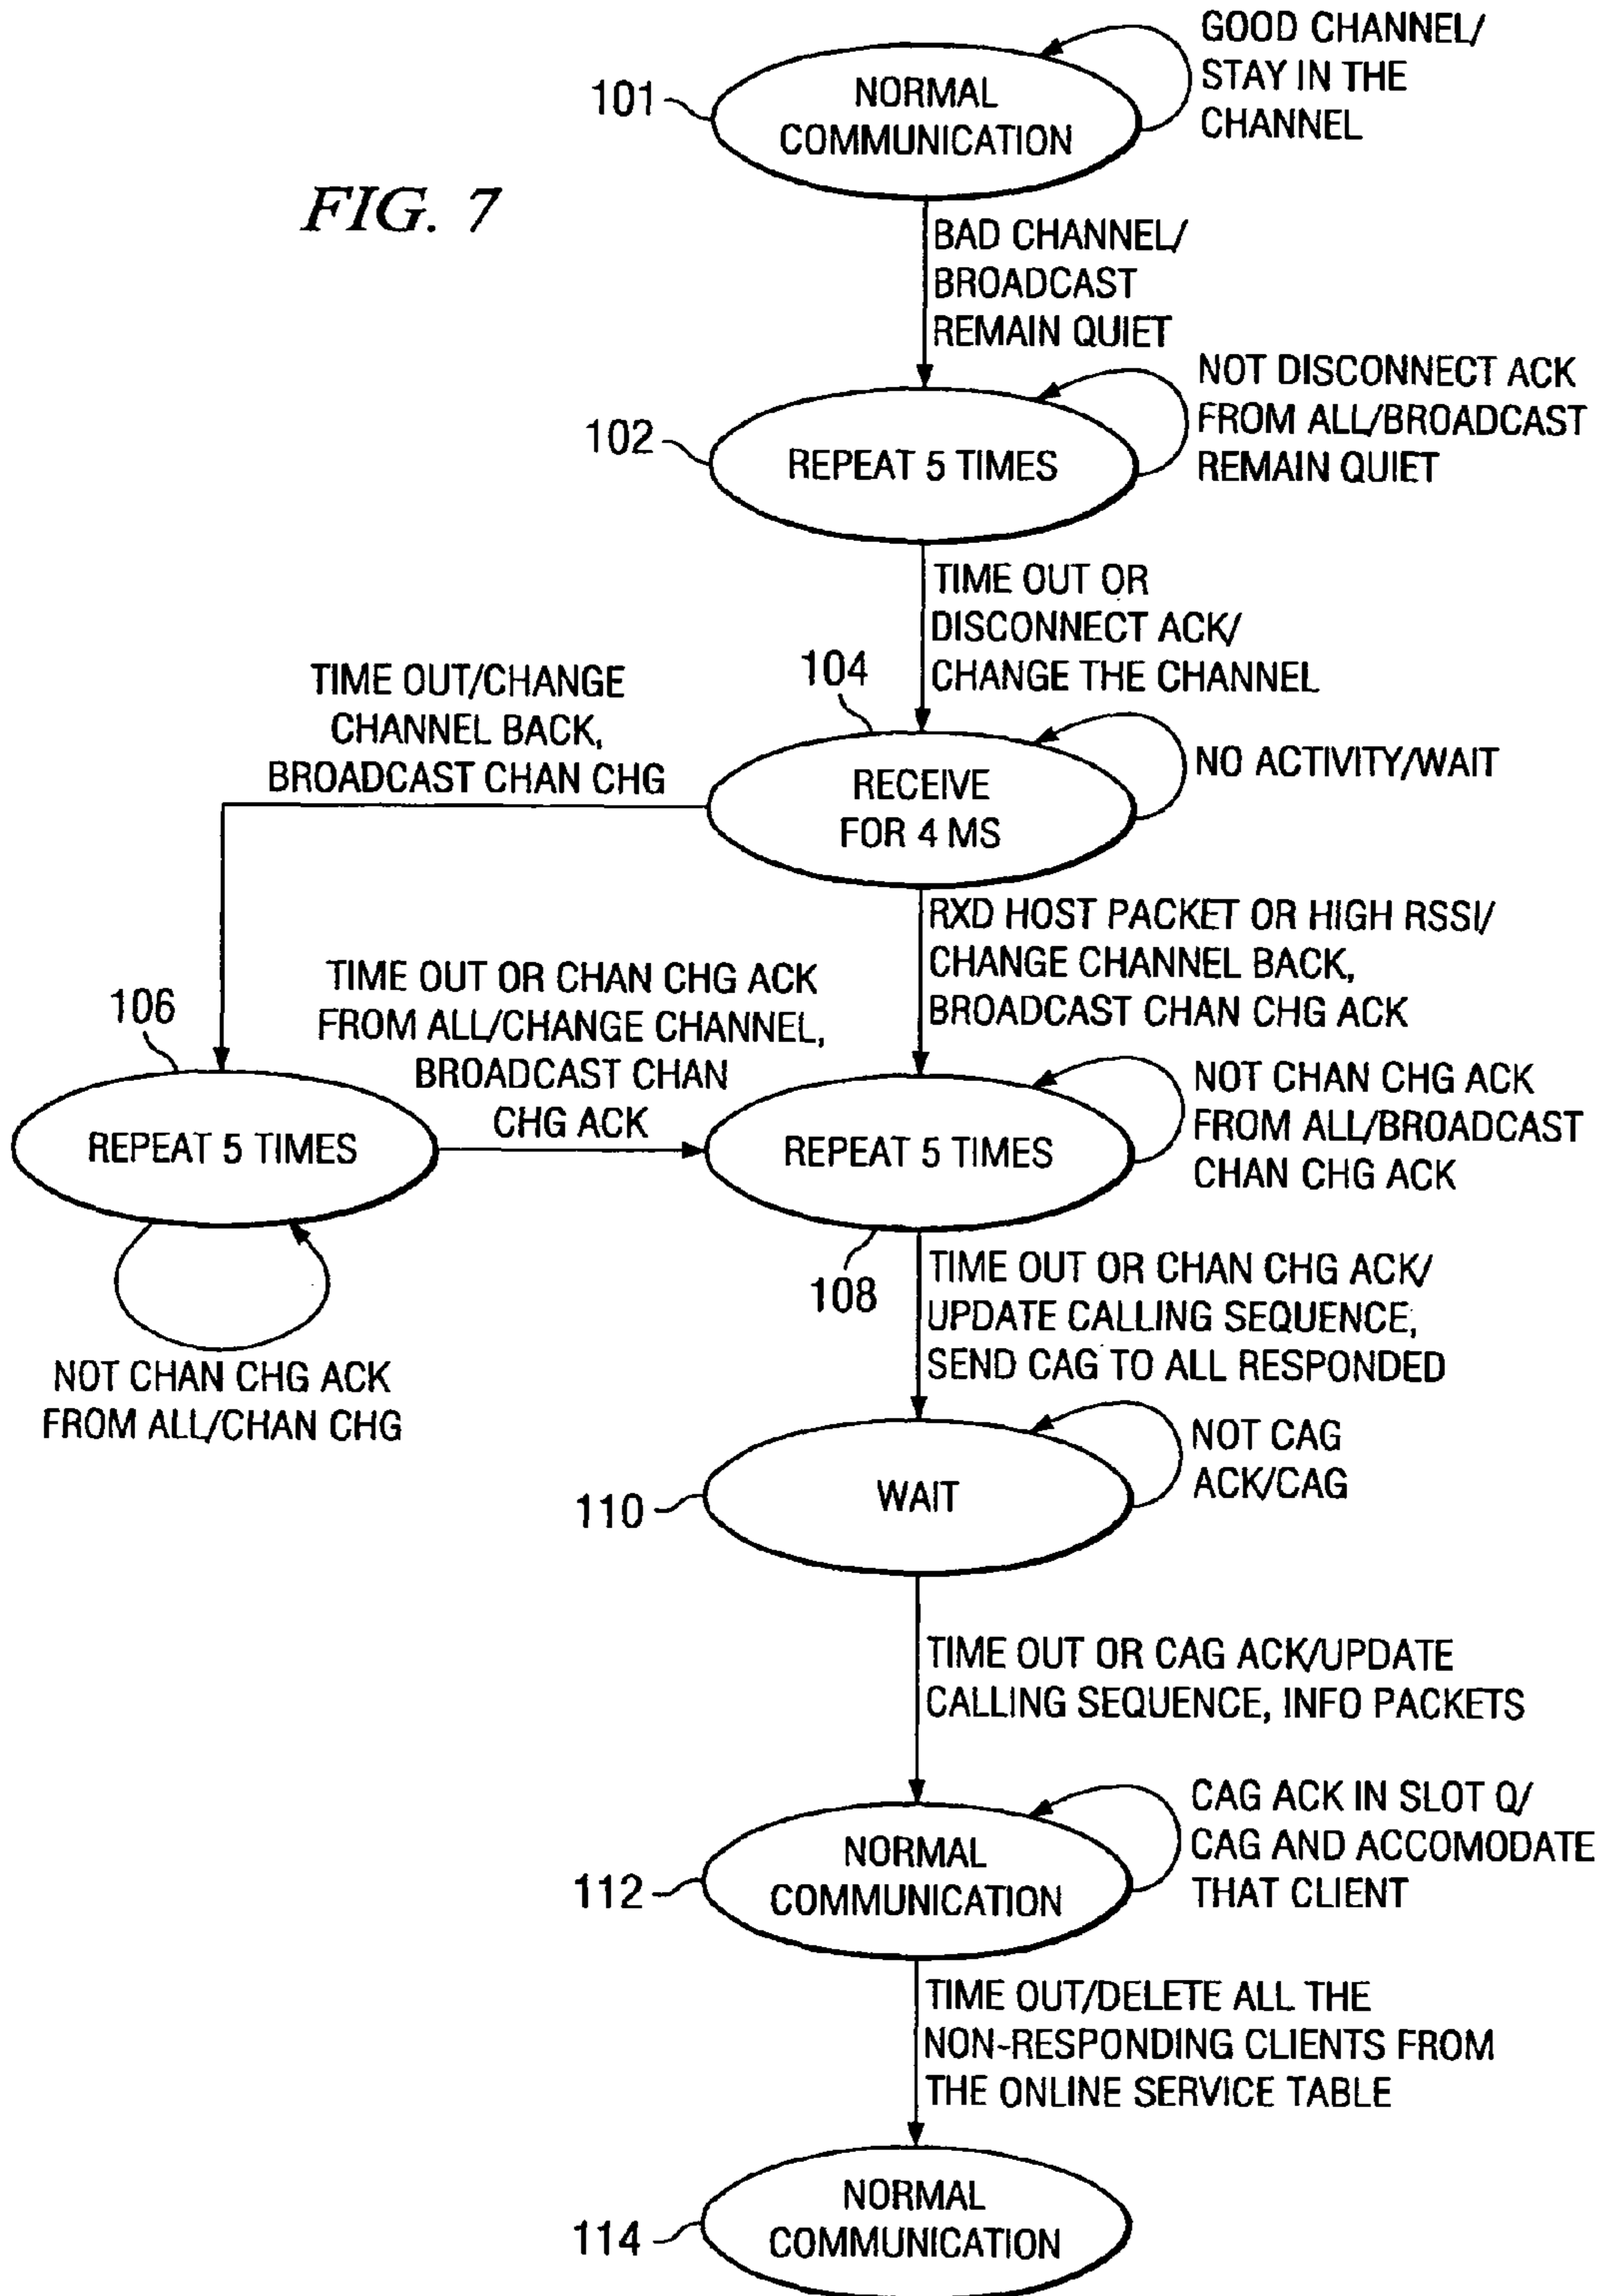 GOOD CHANNEL/
STAY IN THE
CHANNEL
101
NORMAL
COMMUNICATION
FIG. 7
BAD CHANNEL/
BROADCAST
REMAIN QUIET
NOT DISCONNECT ACK
FROM ALL/BROADCAST
REMAIN QUIET
102
REPEAT 5 TIMES
TIME OUT OR
DISCONNECT ACK/
CHANGE THE CHANNEL
TIME OUT/CHANGE
CHANNEL BACK,
BROADCAST CHAN CHG
104
RECEIVE
FOR 4 MS
NO ACTIVITY/WAIT
RXD HOST PACKET OR HIGH RSSI/
CHANGE CHANNEL BACK,
BROADCAST CHAN CHG ACK
TIME OUT OR CHAN CHG ACK
FROM ALL/CHANGE CHANNEL,
BROADCAST CHAN
CHG ACK
106
REPEAT 5 TIMES
REPEAT 5 TIMES
NOT CHAN CHG ACK
FROM ALL/BROADCAST
CHAN CHG ACK
108
NOT CHAN CHG ACK
FROM ALL/CHAN CHG
TIME OUT OR CHAN CHG ACK/
UPDATE CALLING SEQUENCE,
SEND CAG TO ALL RESPONDED
110
WAIT
NOT CAG
ACK/CAG
TIME OUT OR CAG ACK/UPDATE
CALLING SEQUENCE, INFO PACKETS
112
NORMAL
COMMUNICATION
CAG ACK IN SLOT Q/
CAG AND ACCOMODATE
THAT CLIENT
TIME OUT/DELETE ALL THE
NON-RESPONDING CLIENTS FROM
THE ONLINE SERVICE TABLE
114
NORMAL
COMMUNICATION